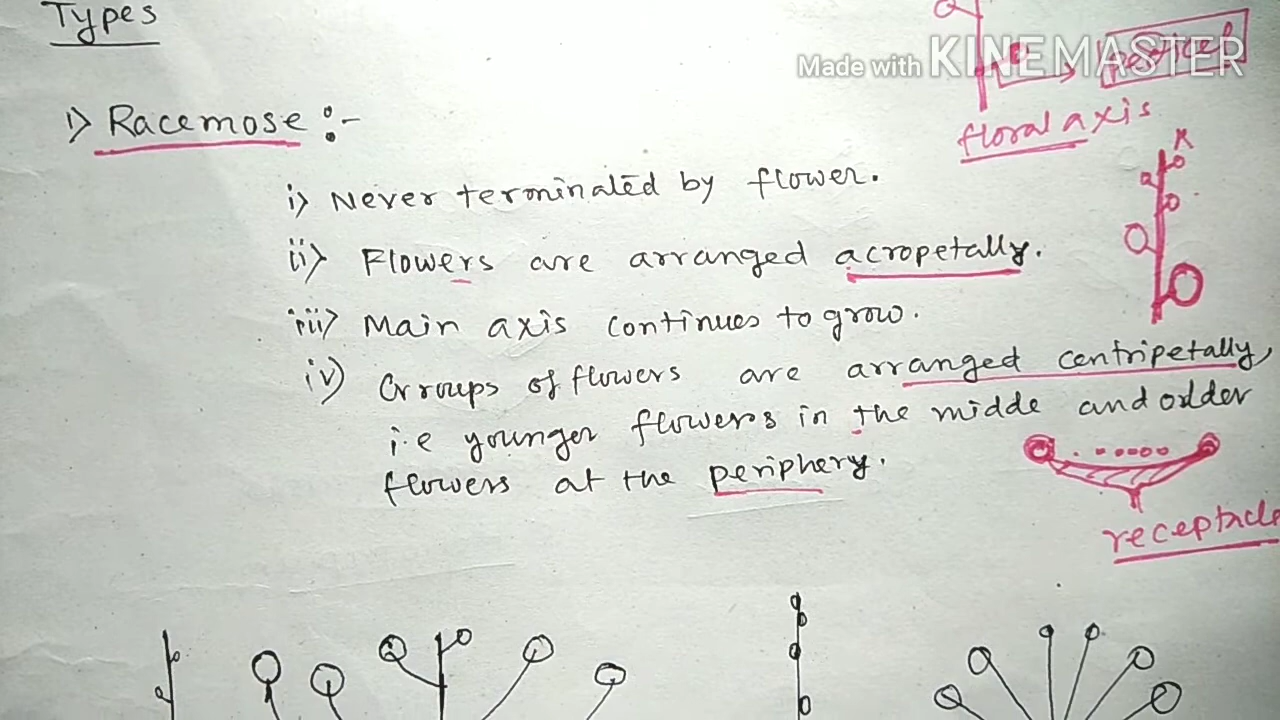 Types
Made with KINEMASTER
pedicel
floral axis
1) Racemose :-
i) Never terminated by flower.
ii) Flowers are arranged acropetally.
iii) Main axis continues to grow.
iv) Groups of flowers are arranged centripetally,
i.e younger flowers in the midde and older
flowers at the periphery.
receptacle